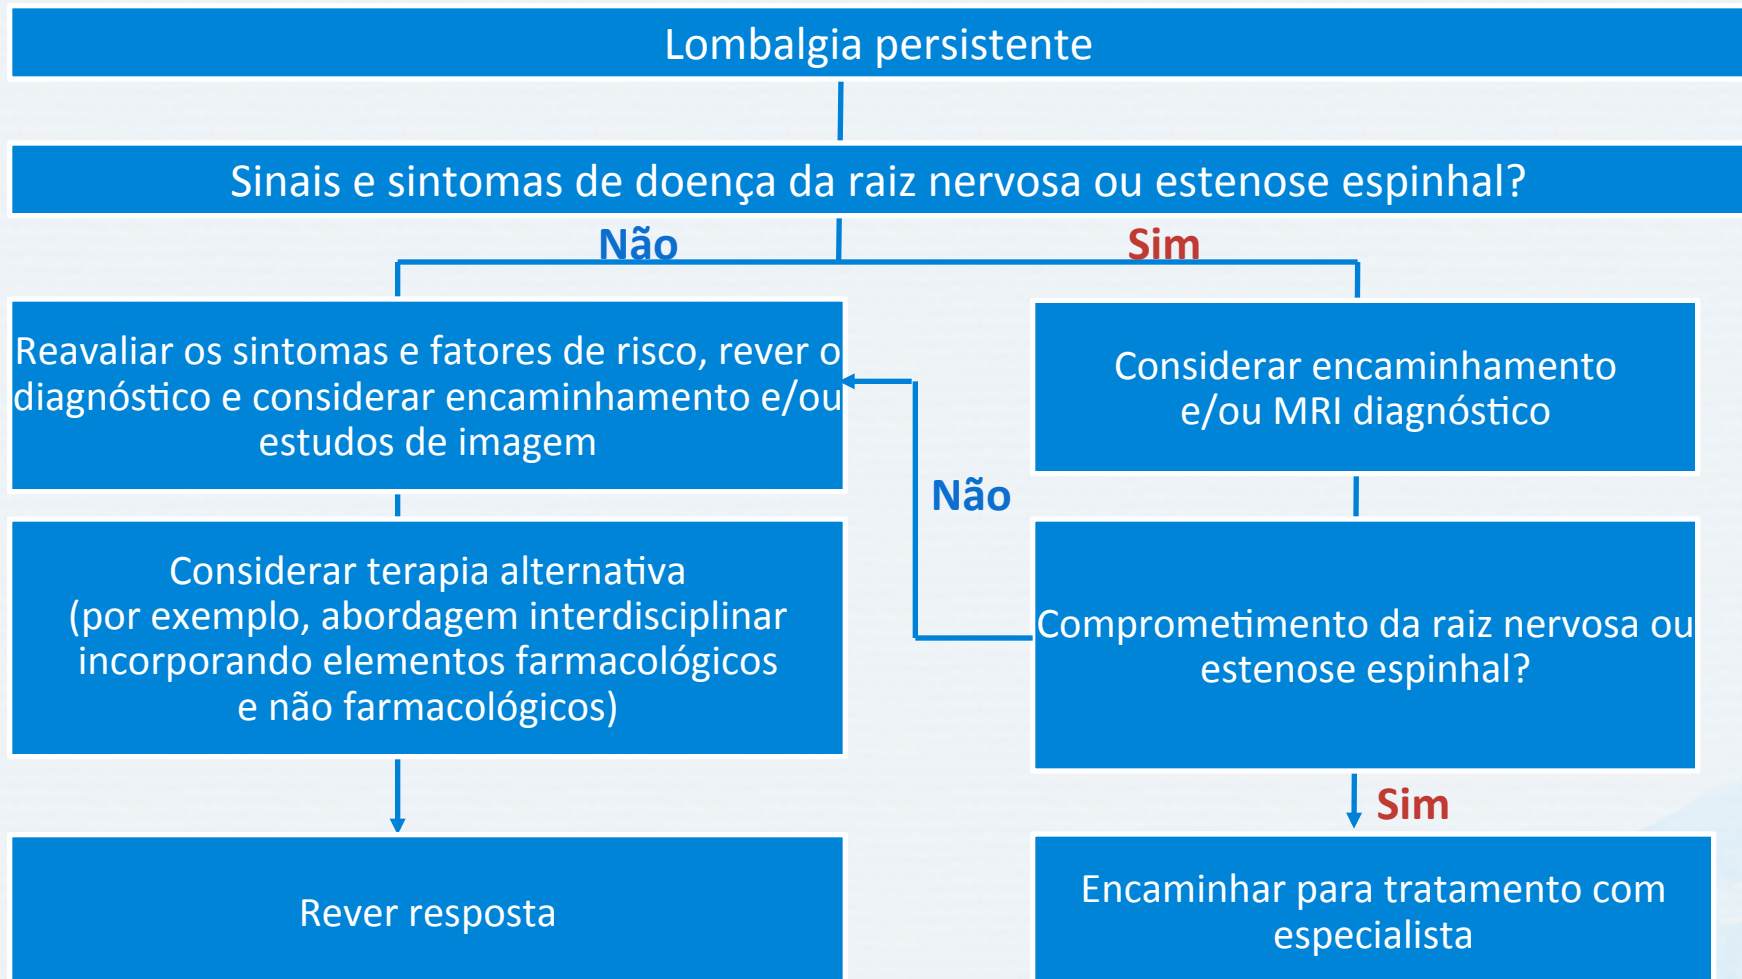 Lombalgia persistente
Sinais e sintomas de doença da raiz nervosa ou estenose espinhal?
Não
Sim
Reavaliar os sintomas e fatores de risco, rever o
diagnóstico e considerar encaminhamento e/ou
estudos de imagem
Considerar encaminhamento
e/ou MRI diagnóstico
Não
Considerar terapia alternativa
(por exemplo, abordagem interdisciplinar
incorporando elementos farmacológicos
e não farmacológicos)
Comprometimento da raiz nervosa ou
estenose espinhal?
Sim
Rever resposta
Encaminhar para tratamento com
especialista